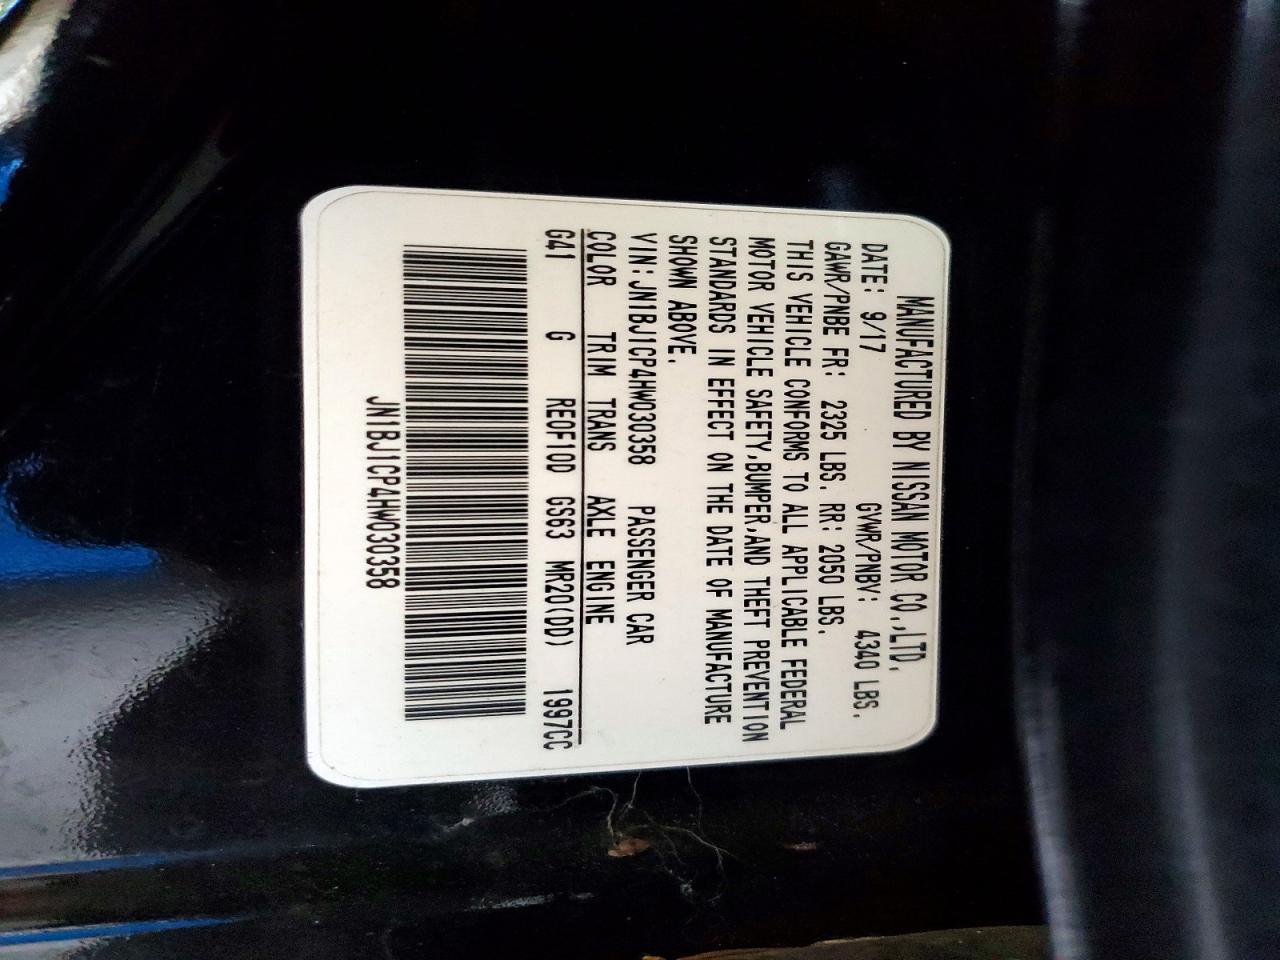 MANUFACTURED BY NISSAN MOTOR CO.,LTD.
DATE: 9/17 GVWR/PNBV: 4340 LBS.
GAWR/PNBE FR: 2325 LBS. RR: 2050 LBS.
THIS VEHICLE CONFORMS TO ALL APPLICABLE FEDERAL
MOTOR VEHICLE SAFETY,BUMPER,AND THEFT PREVENTION
STANDARDS IN EFFECT ON THE DATE OF MANUFACTURE
SHOWN ABOVE.
VIN: JN1BJ1CP4HW030358 PASSENGER CAR
COLOR TRIM TRANS AXLE ENGINE
G41 G RE0F10D GS63 MR20(DD) 1997CC
JN1BJ1CP4HW030358